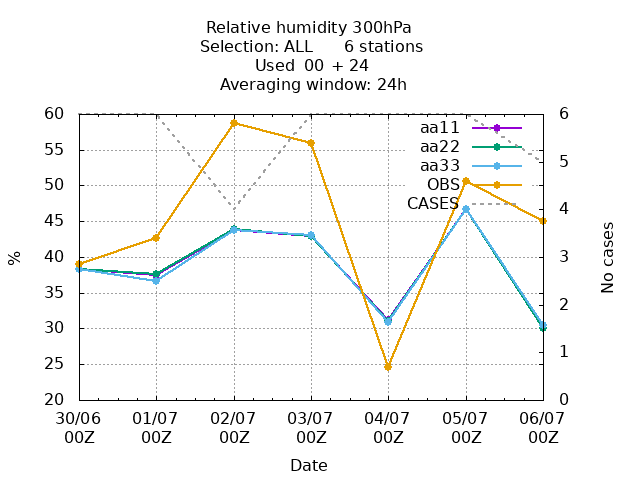 Relative humidity 300hPa
Selection: ALL      6 stations
Used  00 + 24
Averaging window: 24h
60
55
50
45
40
35
30
25
20
%
6
5
4
3
2
1
0
No cases
aa11
aa22
aa33
OBS
CASES
30/06 01/07 02/07 03/07 04/07 05/07 06/07
00Z 00Z 00Z 00Z 00Z 00Z 00Z
Date